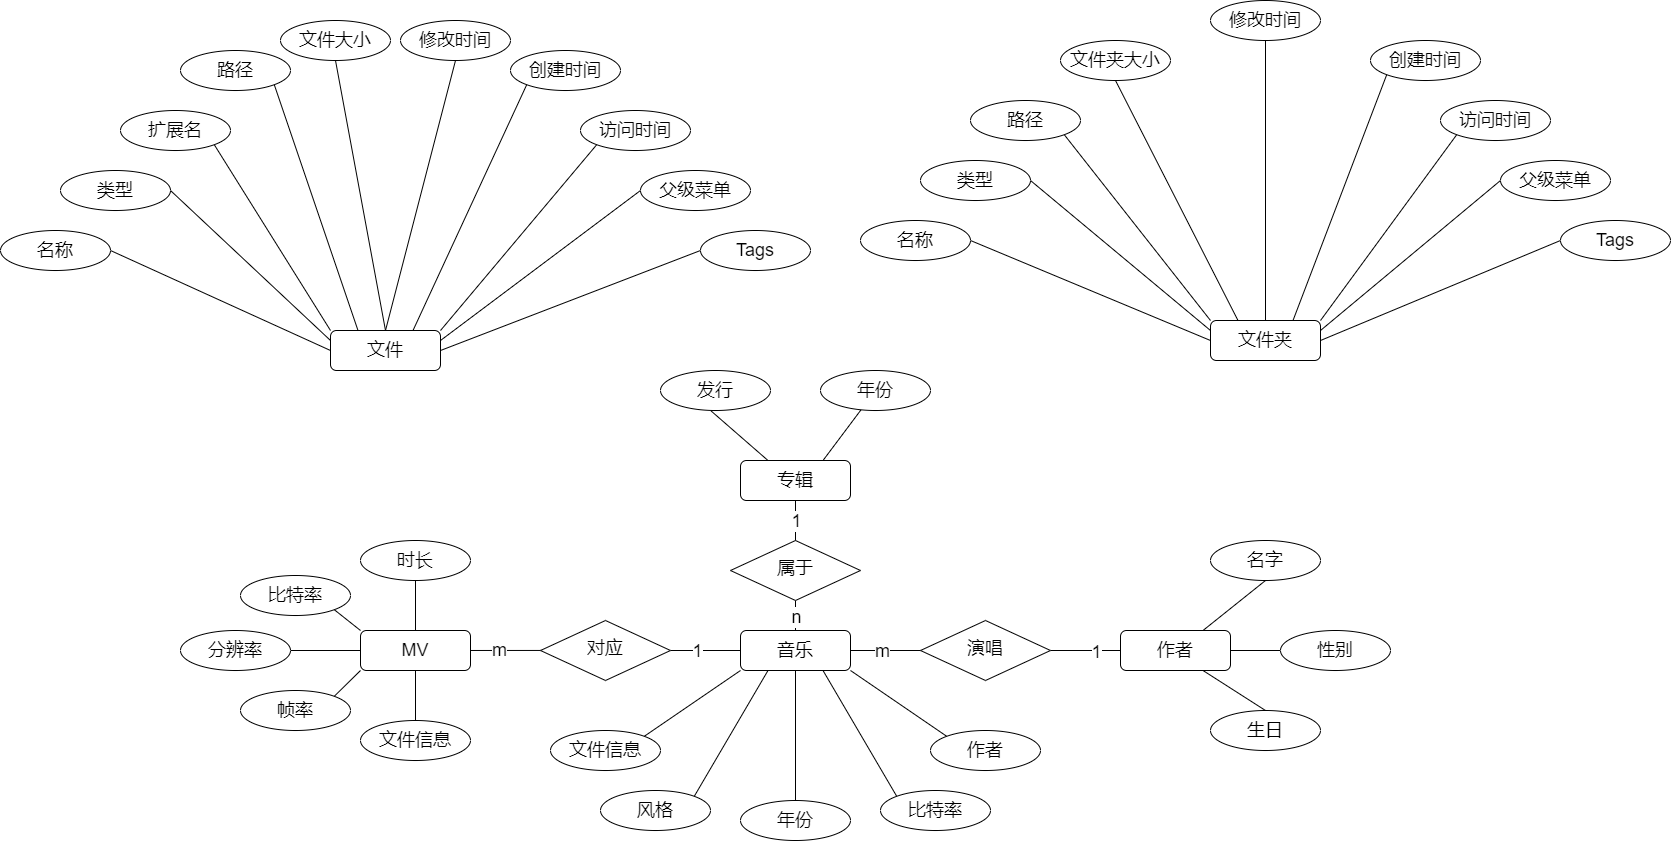 修改时间
文件大小
修改时间
路径
创建时间
文件夹大小
创建时间
扩展名
访问时间
路径
访问时间
类型
父级菜单
类型
父级菜单
名称
Tags
名称
Tags
文件
文件夹
发行
年份
专辑
1
属于
n
时长
比特率
分辨率
帧率
文件信息
MV
m
对应
1
音乐
m
演唱
1
作者
名字
性别
生日
文件信息
风格
年份
比特率
作者